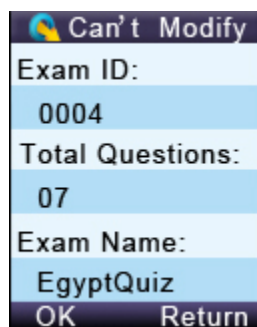 Can't Modify
Exam ID:
0004
Total Questions:
07
Exam Name:
EgyptQuiz
OK Return